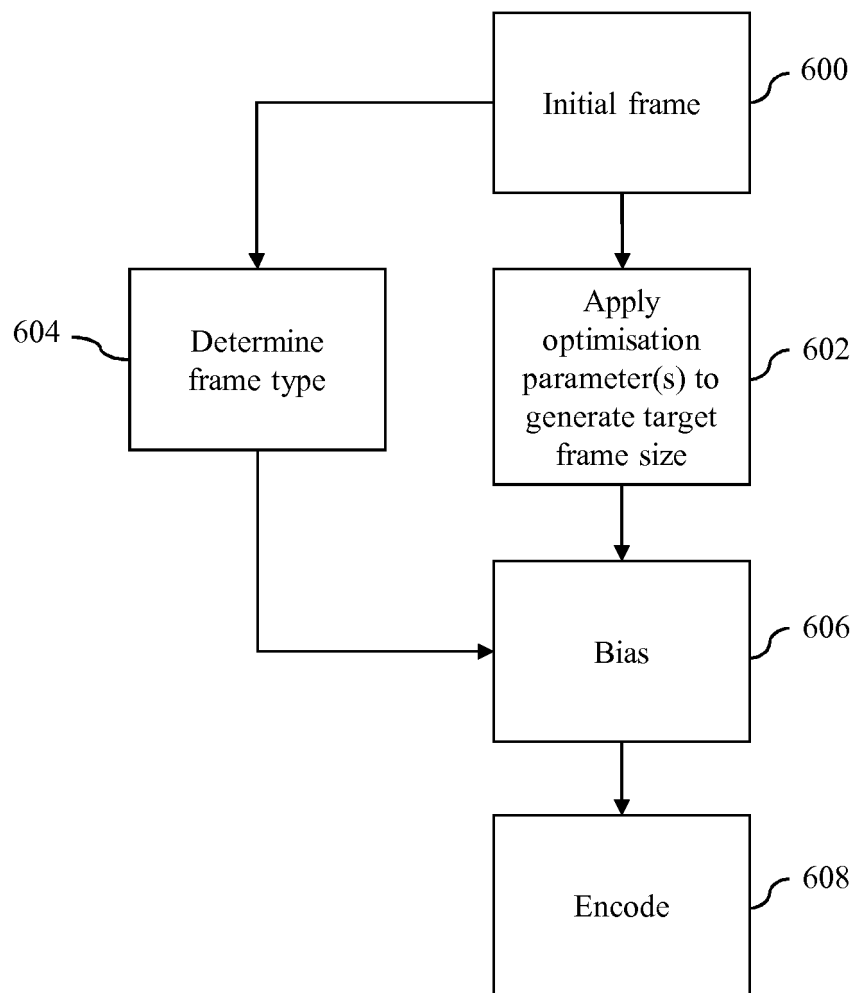 Initial frame
600
604
Determine
frame type
Apply
optimisation
parameter(s) to
generate target
frame size
602
Bias
606
Encode
608